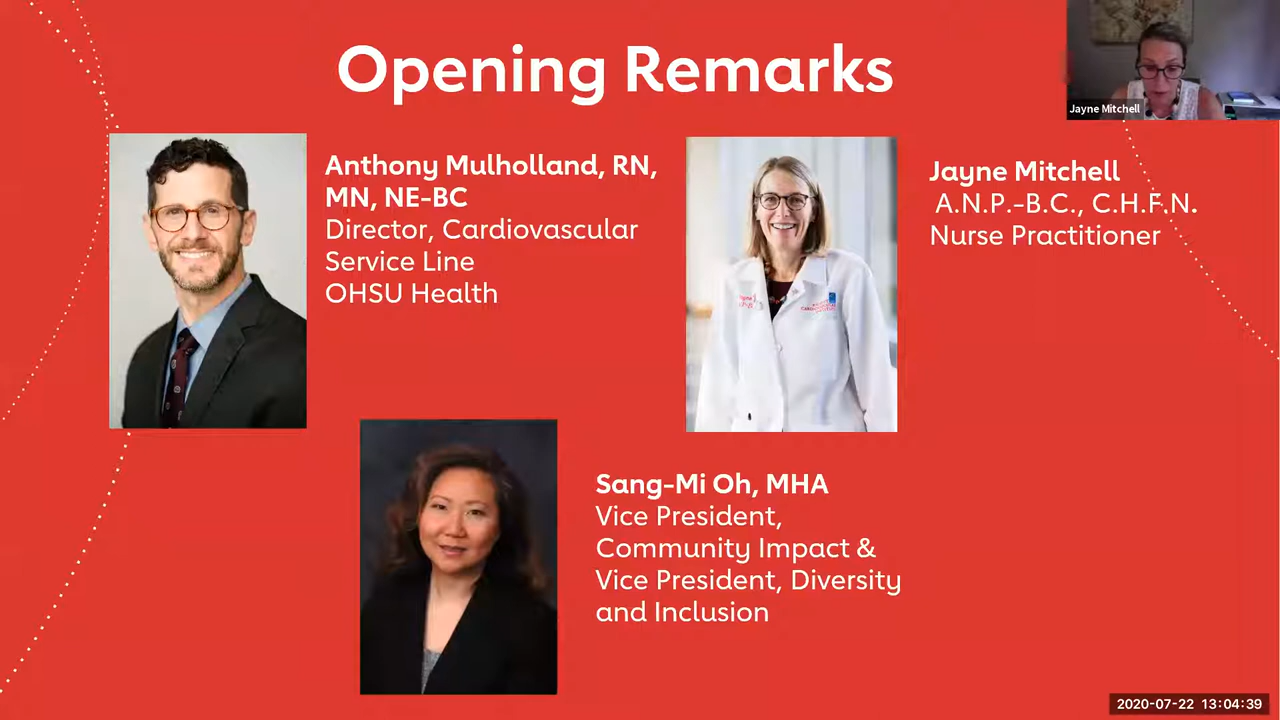 Opening Remarks
Jayne Mitchell
Anthony Mulholland, RN,
MN, NE-BC
Director, Cardiovascular
Service Line
OHSU Health
Jayne Mitchell
A.N.P.-B.C., C.H.F.N.
Nurse Practitioner
Sang-Mi Oh, MHA
Vice President,
Community Impact &
Vice President, Diversity
and Inclusion
2020-07-22 13:04:39